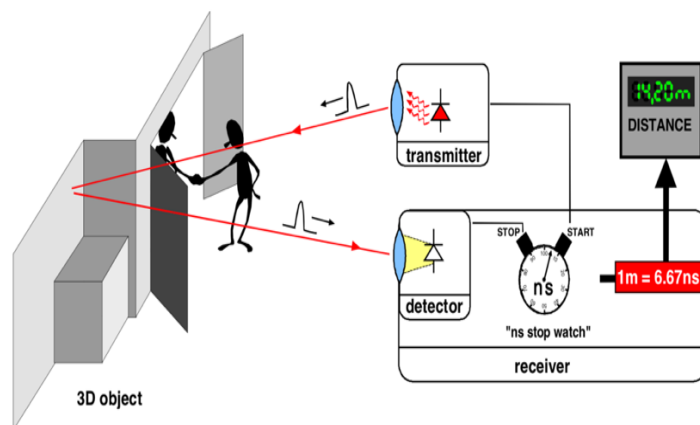 14,20m
DISTANCE
transmitter
STOP
START
ns
1m = 6.67ns
detector
"ns stop watch"
receiver
3D object